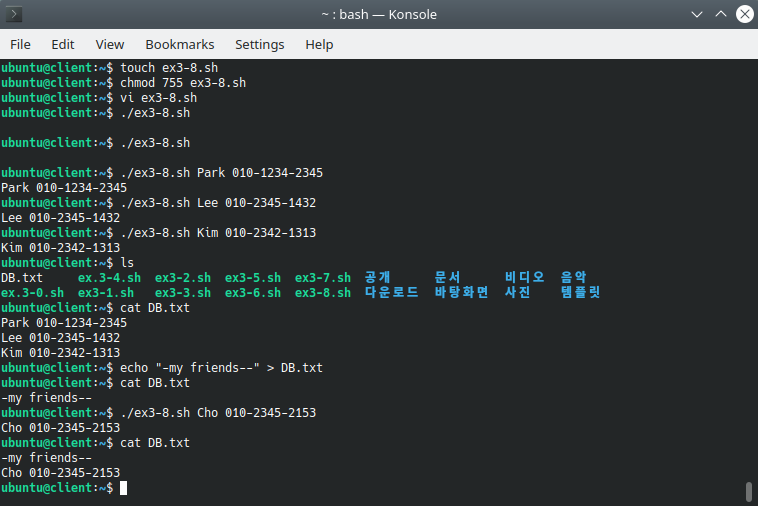 ~ : bash — Konsole
File Edit View Bookmarks Settings Help
ubuntu@client:~$ touch ex3-8.sh
ubuntu@client:~$ chmod 755 ex3-8.sh
ubuntu@client:~$ vi ex3-8.sh
ubuntu@client:~$ ./ex3-8.sh
ubuntu@client:~$ ./ex3-8.sh
ubuntu@client:~$ ./ex3-8.sh Park 010-1234-2345
Park 010-1234-2345
ubuntu@client:~$ ./ex3-8.sh Lee 010-2345-1432
Lee 010-2345-1432
ubuntu@client:~$ ./ex3-8.sh Kim 010-2342-1313
Kim 010-2342-1313
ubuntu@client:~$ ls
DB.txt ex.3-4.sh ex3-2.sh ex3-5.sh ex3-7.sh 공개 문서 비디오 음악
ex.3-0.sh ex3-1.sh ex3-3.sh ex3-6.sh ex3-8.sh 다운로드 바탕화면 사진 템플릿
ubuntu@client:~$ cat DB.txt
Park 010-1234-2345
Lee 010-2345-1432
Kim 010-2342-1313
ubuntu@client:~$ echo "-my friends--" > DB.txt
ubuntu@client:~$ cat DB.txt
-my friends--
ubuntu@client:~$ ./ex3-8.sh Cho 010-2345-2153
Cho 010-2345-2153
ubuntu@client:~$ cat DB.txt
-my friends--
Cho 010-2345-2153
ubuntu@client:~$